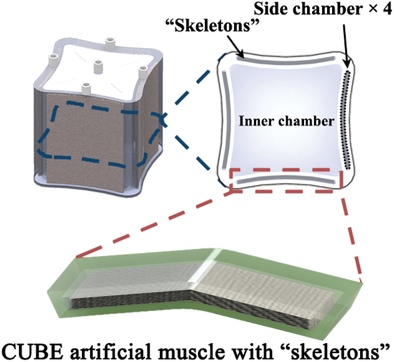 Side chamber × 4
“Skeletons”
Inner chamber
CUBE artificial muscle with “skeletons”